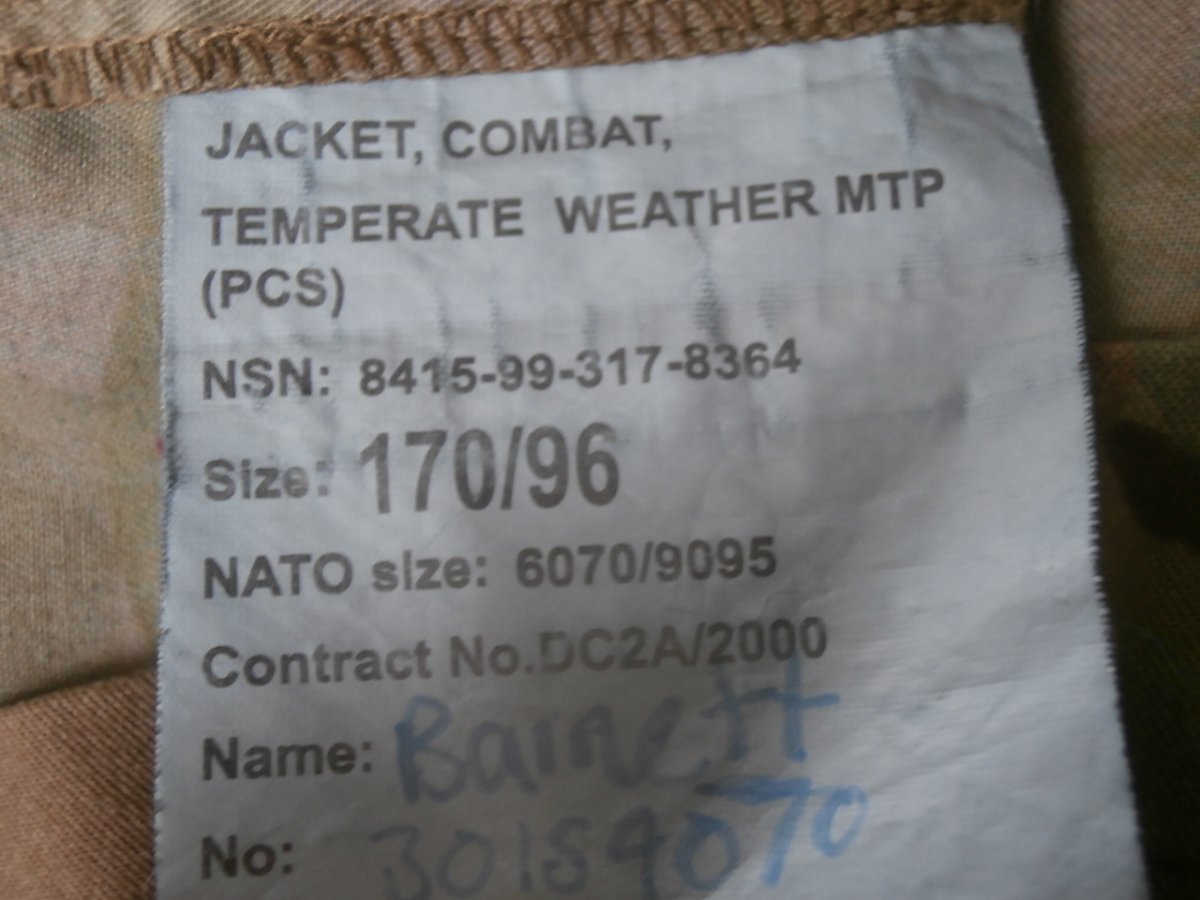 JACKET, COMBAT,
TEMPERATE WEATHER MTP
(PCS)
NSN: 8415-99-317-8364
Size: 170/96
NATO size: 6070/9095
Contract No.DC2A/2000
Name: Barnett
No: 30159070